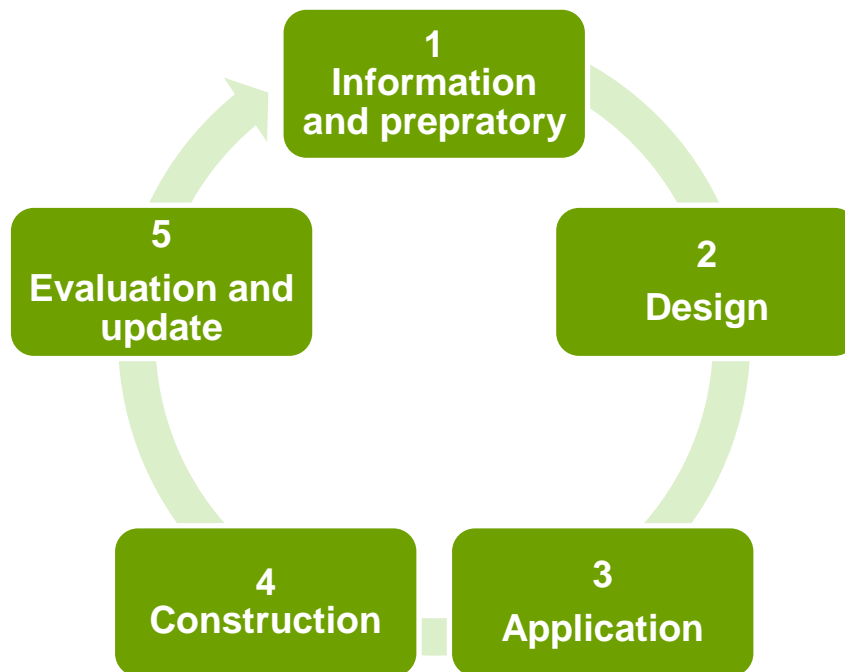 1
Information
and prepratory
2
Design
3
Application
4
Construction
5
Evaluation and
update